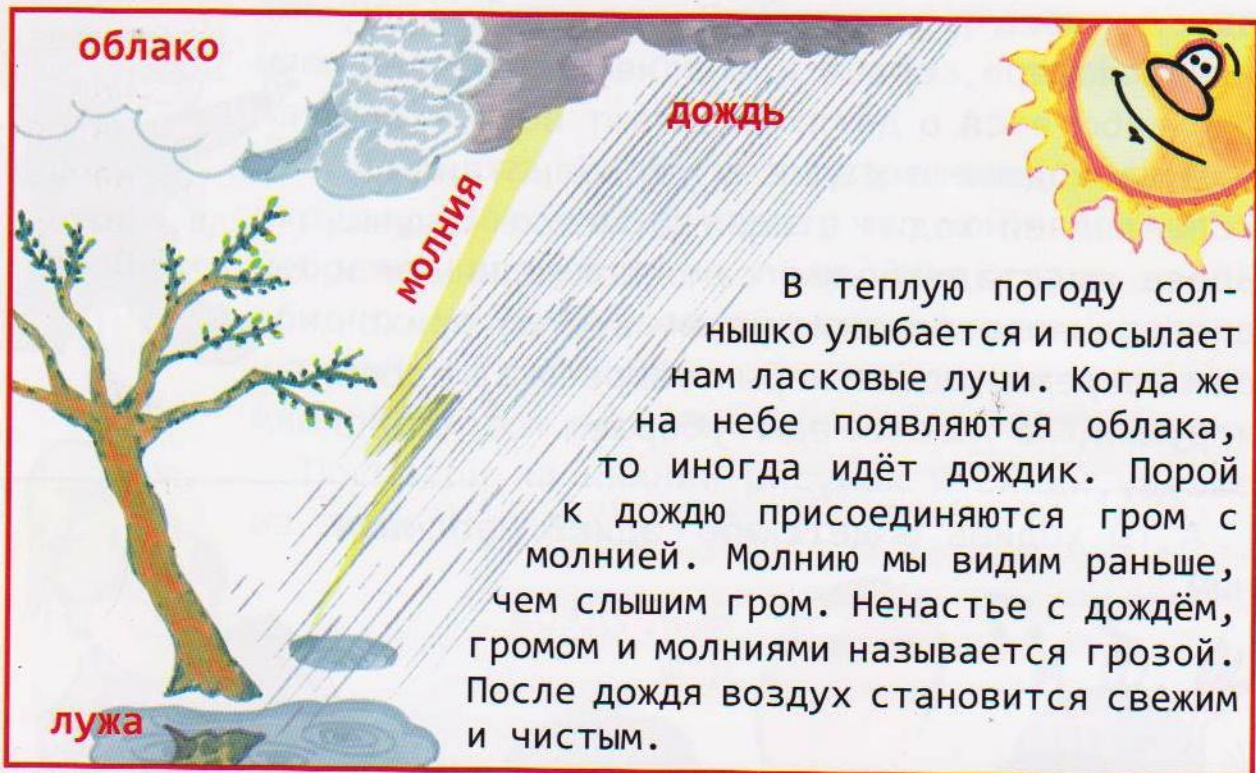 облако
дождь
молния
В теплую погоду сол-
нышко улыбается и посылает
нам ласковые лучи. Когда же
на небе появляются облака,
то иногда идёт дождик. Порой
к дождю присоединяются гром с
молнией. Молнию мы видим раньше,
чем слышим гром. Ненастье с дождём,
громом и молниями называется грозой.
После дождя воздух становится свежим
и чистым.
лужа